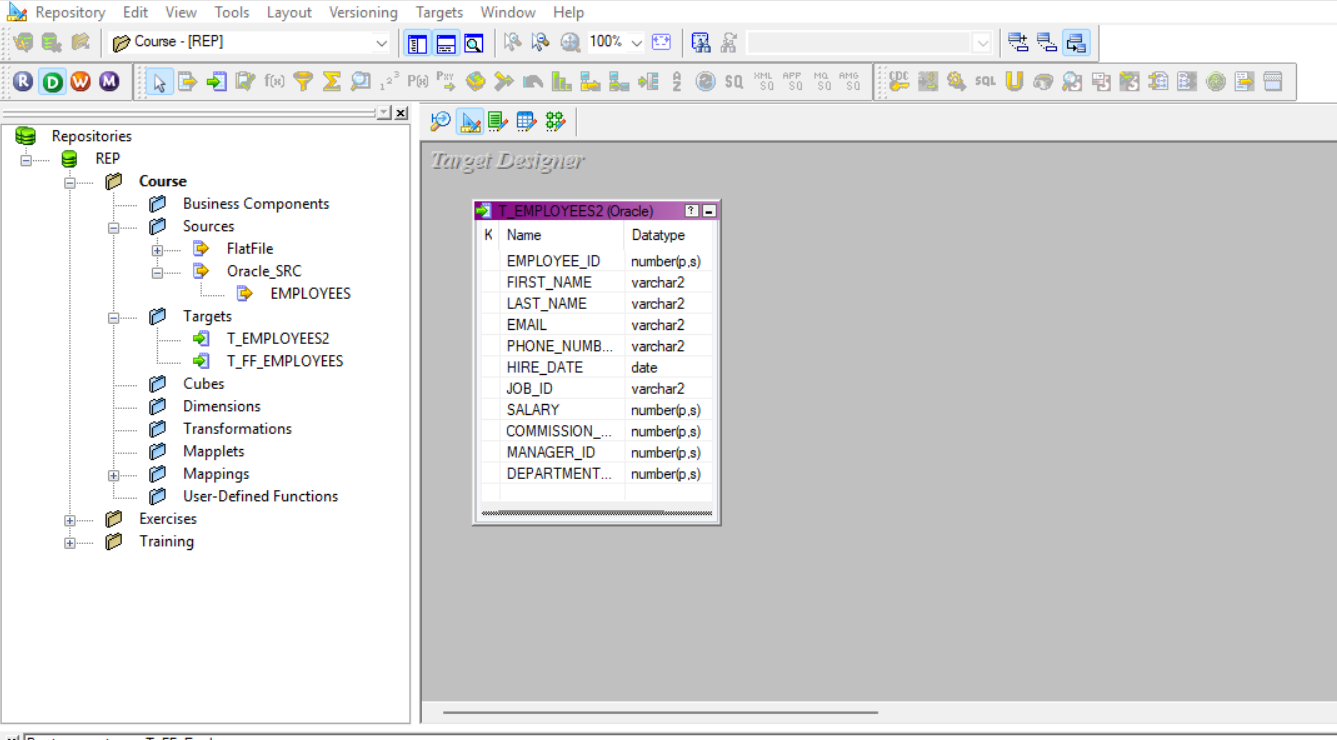 Repository Edit View Tools Layout Versioning Targets Window Help
Course - [REP] 100%
R D W M f(x) P(x) SQ XML SQ APP SQ MQ SQ AMG SQ CDC SQL
Repositories
REP
Course
Business Components
Sources
FlatFile
Oracle_SRC
EMPLOYEES
Targets
T_EMPLOYEES2
T_FF_EMPLOYEES
Cubes
Dimensions
Transformations
Mapplets
Mappings
User-Defined Functions
Exercises
Training
Target Designer
T_EMPLOYEES2 (Oracle)
K Name Datatype
EMPLOYEE_ID number(p,s)
FIRST_NAME varchar2
LAST_NAME varchar2
EMAIL varchar2
PHONE_NUMB... varchar2
HIRE_DATE date
JOB_ID varchar2
SALARY number(p,s)
COMMISSION_... number(p,s)
MANAGER_ID number(p,s)
DEPARTMENT... number(p,s)